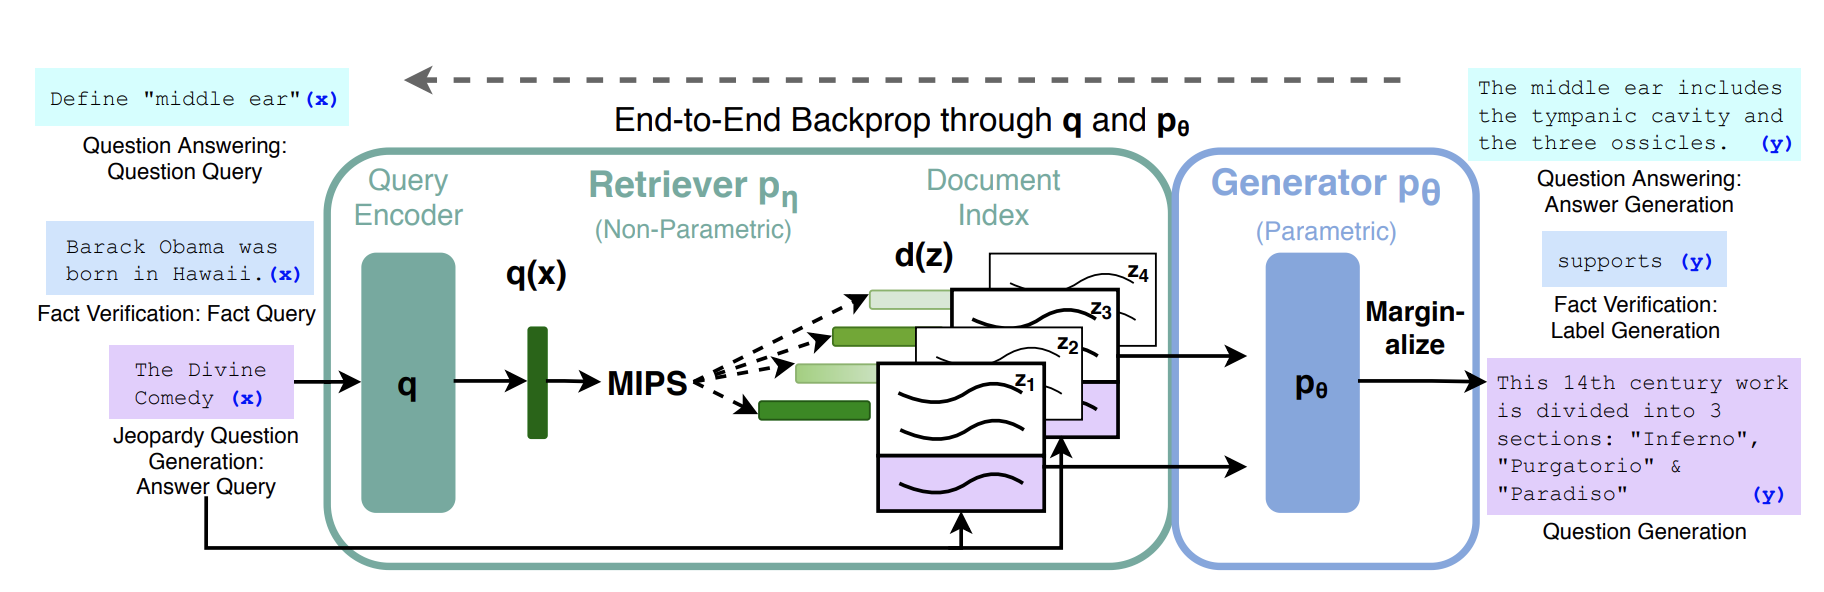 Define "middle ear"(x)
Question Answering:
Question Query
Barack Obama was
born in Hawaii.(x)
Fact Verification: Fact Query
The Divine
Comedy (x)
Jeopardy Question
Generation:
Answer Query
End-to-End Backprop through q and pθ
Query
Encoder
Retriever pη
(Non-Parametric)
Document
Index
q
q(x)
MIPS
d(z)
z4
z3
z2
z1
Generator pθ
(Parametric)
pθ
Margin-
alize
The middle ear includes
the tympanic cavity and
the three ossicles. (y)
Question Answering:
Answer Generation
supports (y)
Fact Verification:
Label Generation
This 14th century work
is divided into 3
sections: "Inferno",
"Purgatorio" &
"Paradiso" (y)
Question Generation